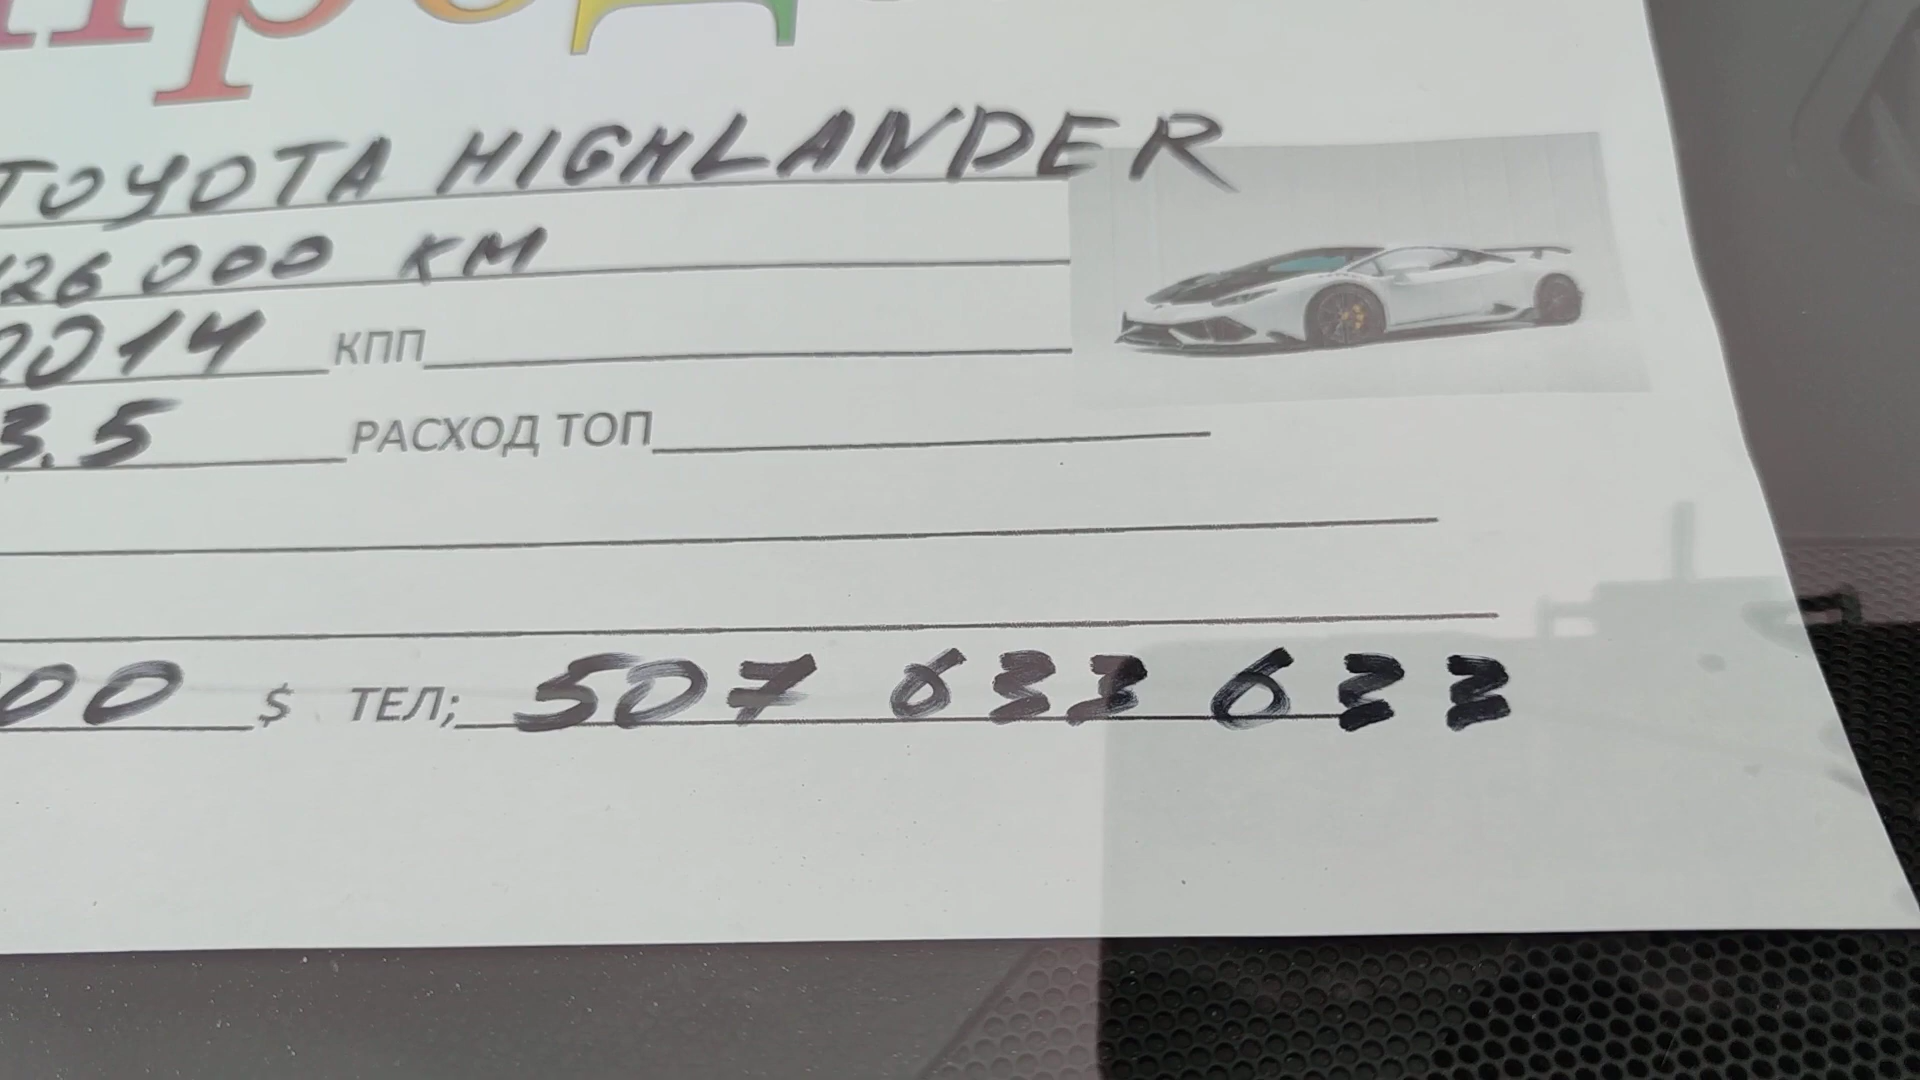 TOYOTA HIGHLANDER
126 000 KM
2014 КПП
3.5 РАСХОД ТОП
00 $ ТЕЛ; 507 633 633